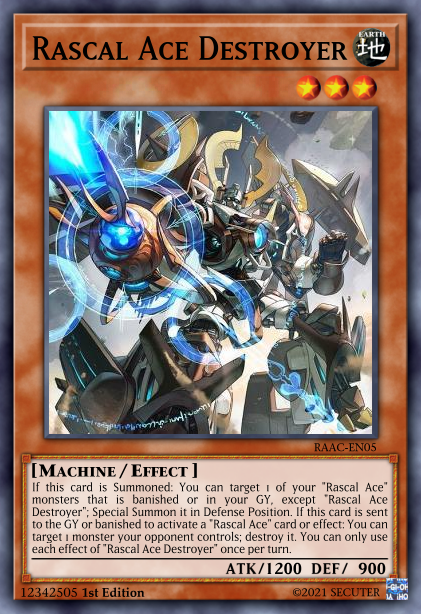 Rascal Ace Destroyer
EARTH
地
RAAC-EN05
[Machine / Effect ]
If this card is Summoned: You can target 1 of your "Rascal Ace"
monsters that is banished or in your GY, except "Rascal Ace
Destroyer"; Special Summon it in Defense Position. If this card is sent
to the GY or banished to activate a "Rascal Ace" card or effect: You can
target 1 monster your opponent controls; destroy it. You can only use
each effect of "Rascal Ace Destroyer" once per turn.
ATK/1200 DEF/ 900
12342505 1st Edition
©2021 SECUTER